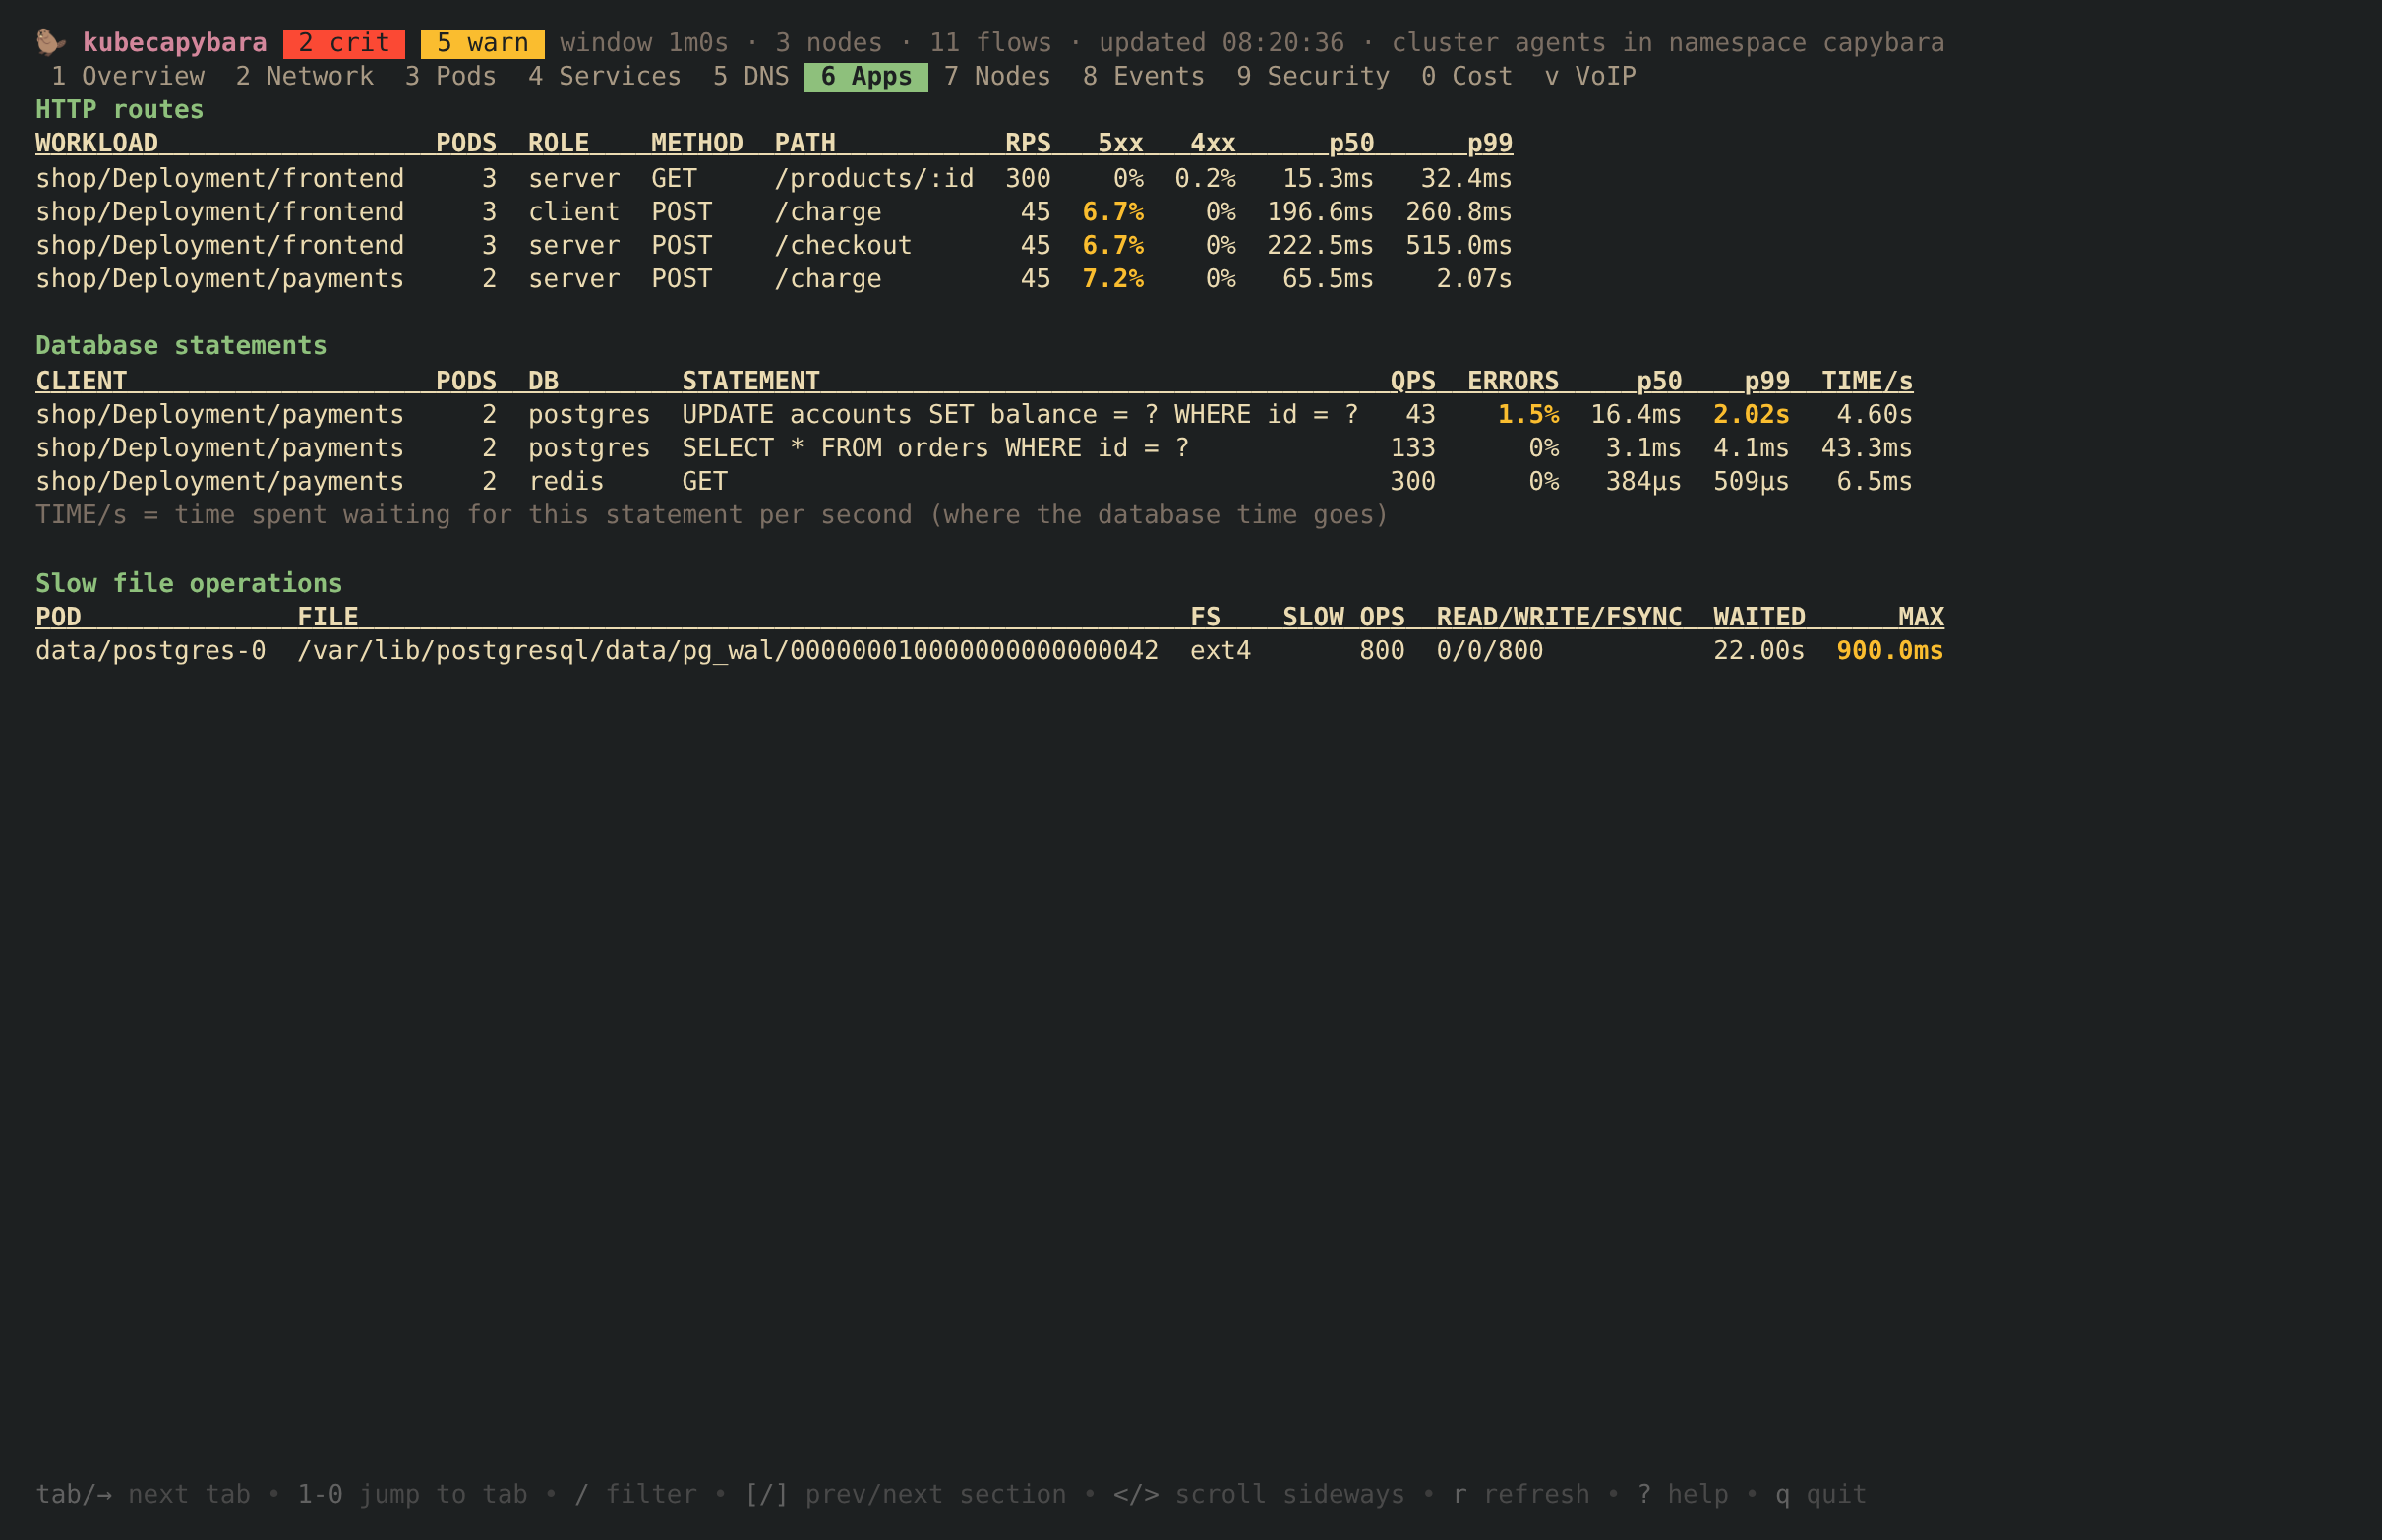 🦫 kubecapybara  2 crit  5 warn  window 1m0s · 3 nodes · 11 flows · updated 08:20:36 · cluster agents in namespace capybara
1 Overview  2 Network  3 Pods  4 Services  5 DNS  6 Apps  7 Nodes  8 Events  9 Security  0 Cost  v VoIP
HTTP routes
WORKLOAD  PODS  ROLE  METHOD  PATH  RPS  5xx  4xx  p50  p99
shop/Deployment/frontend  3  server  GET  /products/:id  300  0%  0.2%  15.3ms  32.4ms
shop/Deployment/frontend  3  client  POST  /charge  45  6.7%  0%  196.6ms  260.8ms
shop/Deployment/frontend  3  server  POST  /checkout  45  6.7%  0%  222.5ms  515.0ms
shop/Deployment/payments  2  server  POST  /charge  45  7.2%  0%  65.5ms  2.07s
Database statements
CLIENT  PODS  DB  STATEMENT  QPS  ERRORS  p50  p99  TIME/s
shop/Deployment/payments  2  postgres  UPDATE accounts SET balance = ? WHERE id = ?  43  1.5%  16.4ms  2.02s  4.60s
shop/Deployment/payments  2  postgres  SELECT * FROM orders WHERE id = ?  133  0%  3.1ms  4.1ms  43.3ms
shop/Deployment/payments  2  redis  GET  300  0%  384µs  509µs  6.5ms
TIME/s = time spent waiting for this statement per second (where the database time goes)
Slow file operations
POD  FILE  FS  SLOW OPS  READ/WRITE/FSYNC  WAITED  MAX
data/postgres-0  /var/lib/postgresql/data/pg_wal/000000010000000000000042  ext4  800  0/0/800  22.00s  900.0ms
tab/→ next tab • 1-0 jump to tab • / filter • [/] prev/next section • </> scroll sideways • r refresh • ? help • q quit